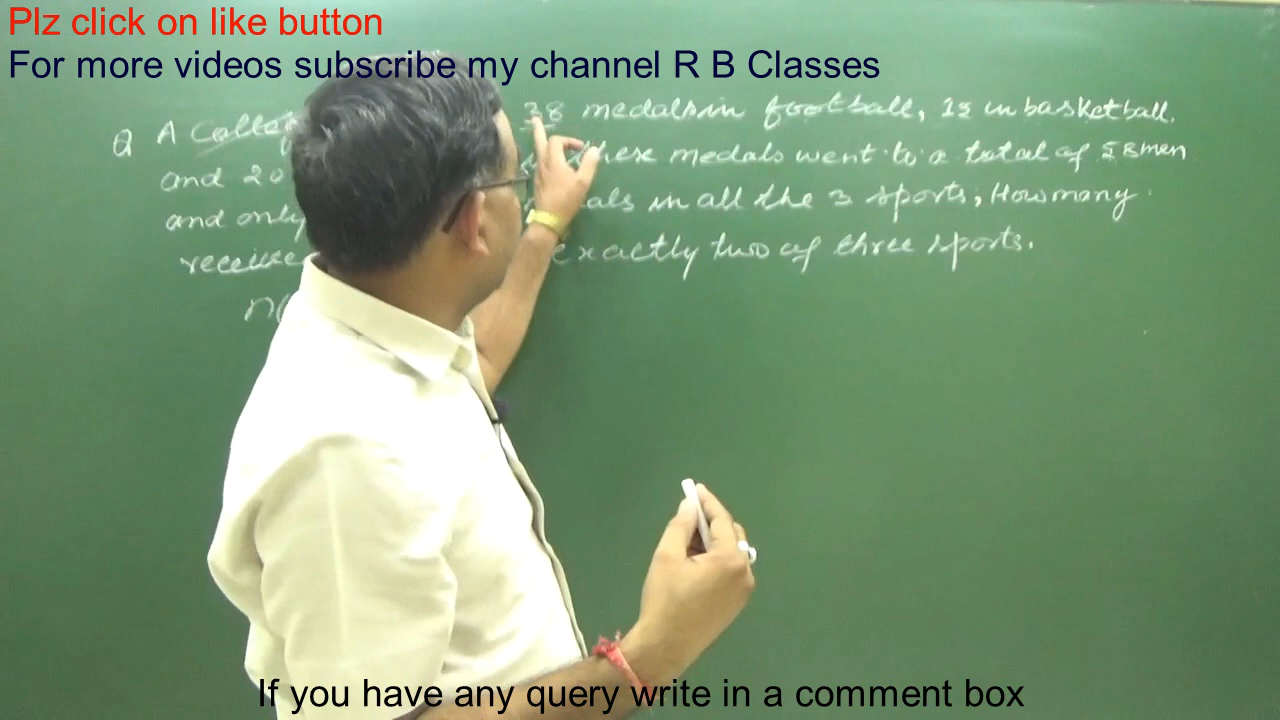 Plz click on like button
For more videos subscribe my channel R B Classes
Q A 38 medals in football, 15 in basketball.
and 20 these medals went to a total of 58 men
and only in all the 3 sports, How many
receive exactly two of three sports.
n(
If you have any query write in a comment box